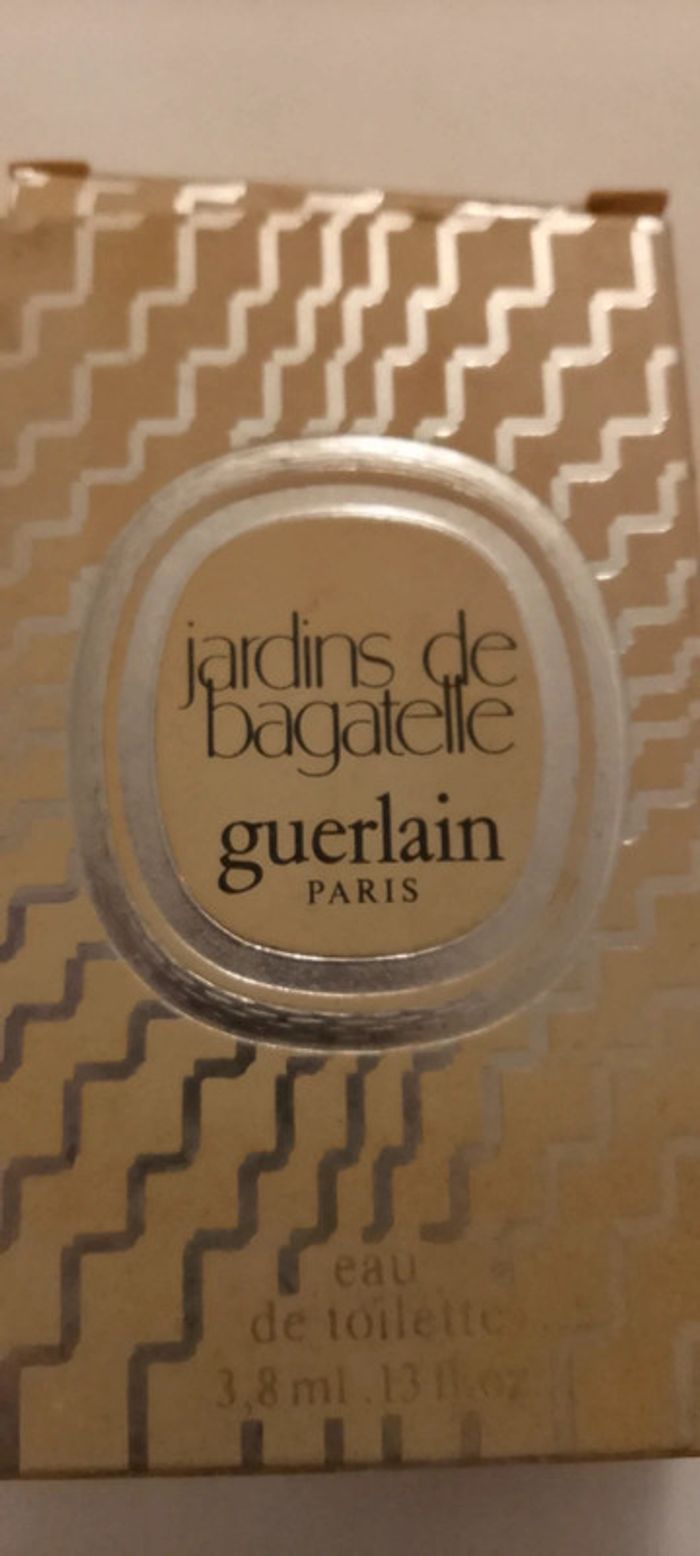 jardins de
bagatelle
guerlain
PARIS
eau
de toilette
3,8 ml .13 fl.oz